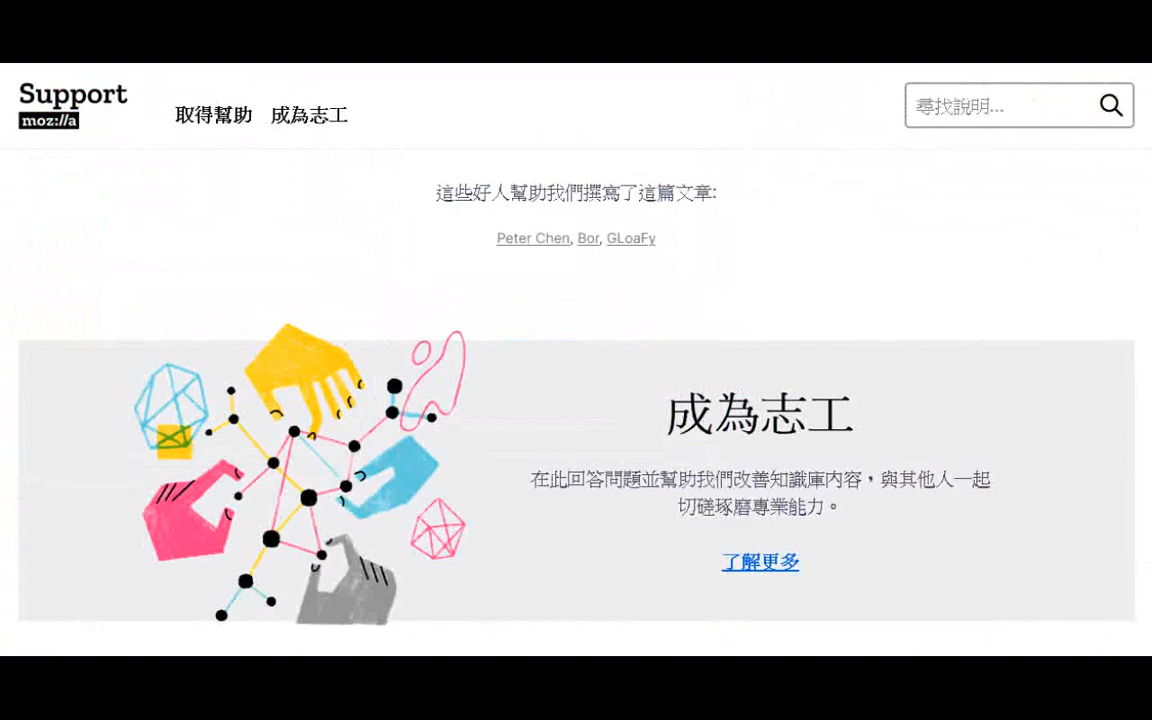 Support
moz://a
取得幫助 成為志工
尋找說明...
這些好人幫助我們撰寫了這篇文章:
Peter Chen, Bor, GLoaFy
成為志工
在此回答問題並幫助我們改善知識庫內容，與其他人一起
切磋琢磨專業能力。
了解更多